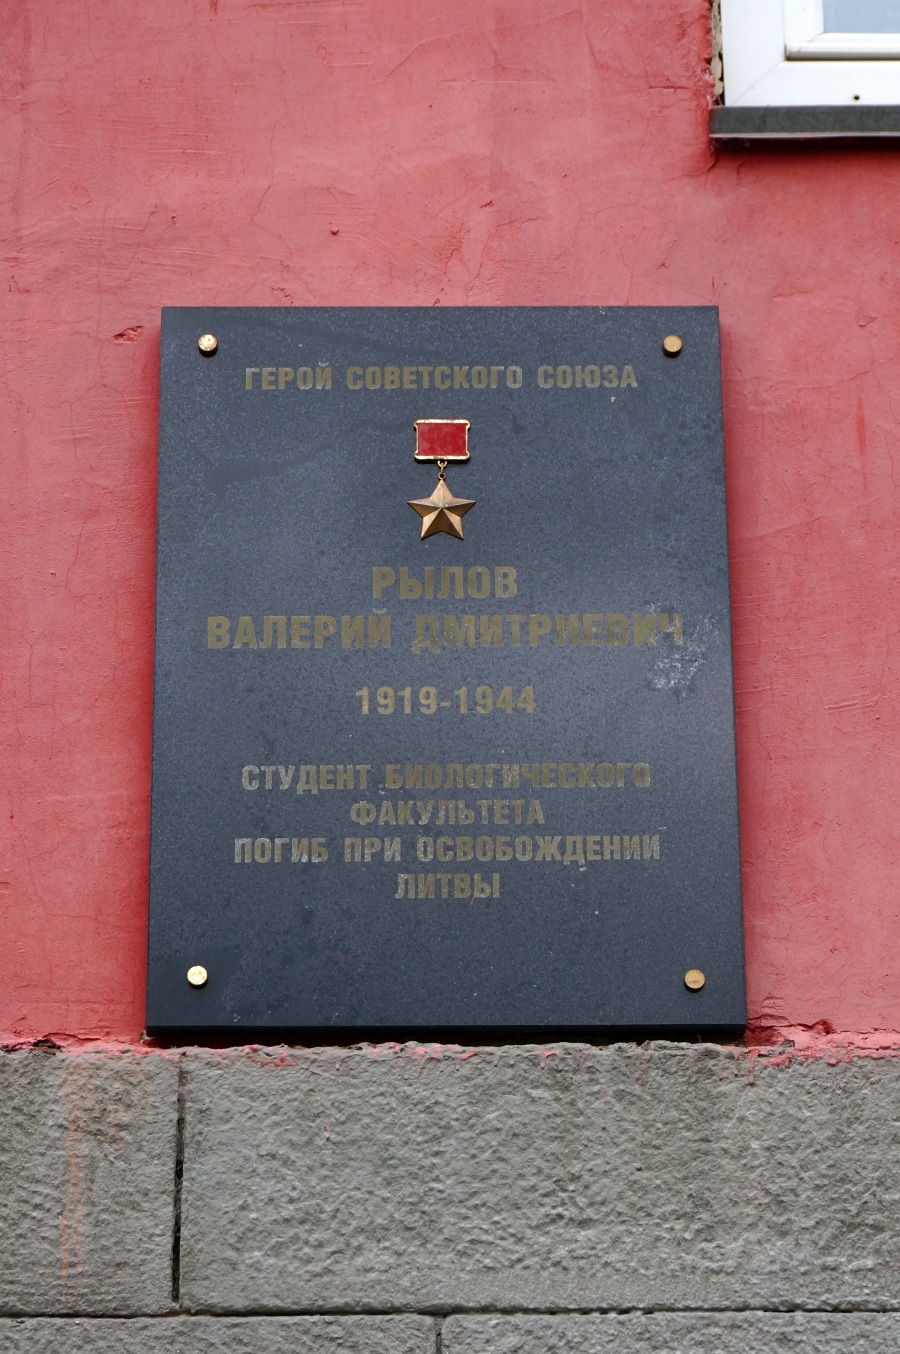 ГЕРОЙ СОВЕТСКОГО СОЮЗА
РЫЛОВ
ВАЛЕРИЙ ДМИТРИЕВИЧ
1919-1944
СТУДЕНТ БИОЛОГИЧЕСКОГО
ФАКУЛЬТЕТА
ПОГИБ ПРИ ОСВОБОЖДЕНИИ
ЛИТВЫ